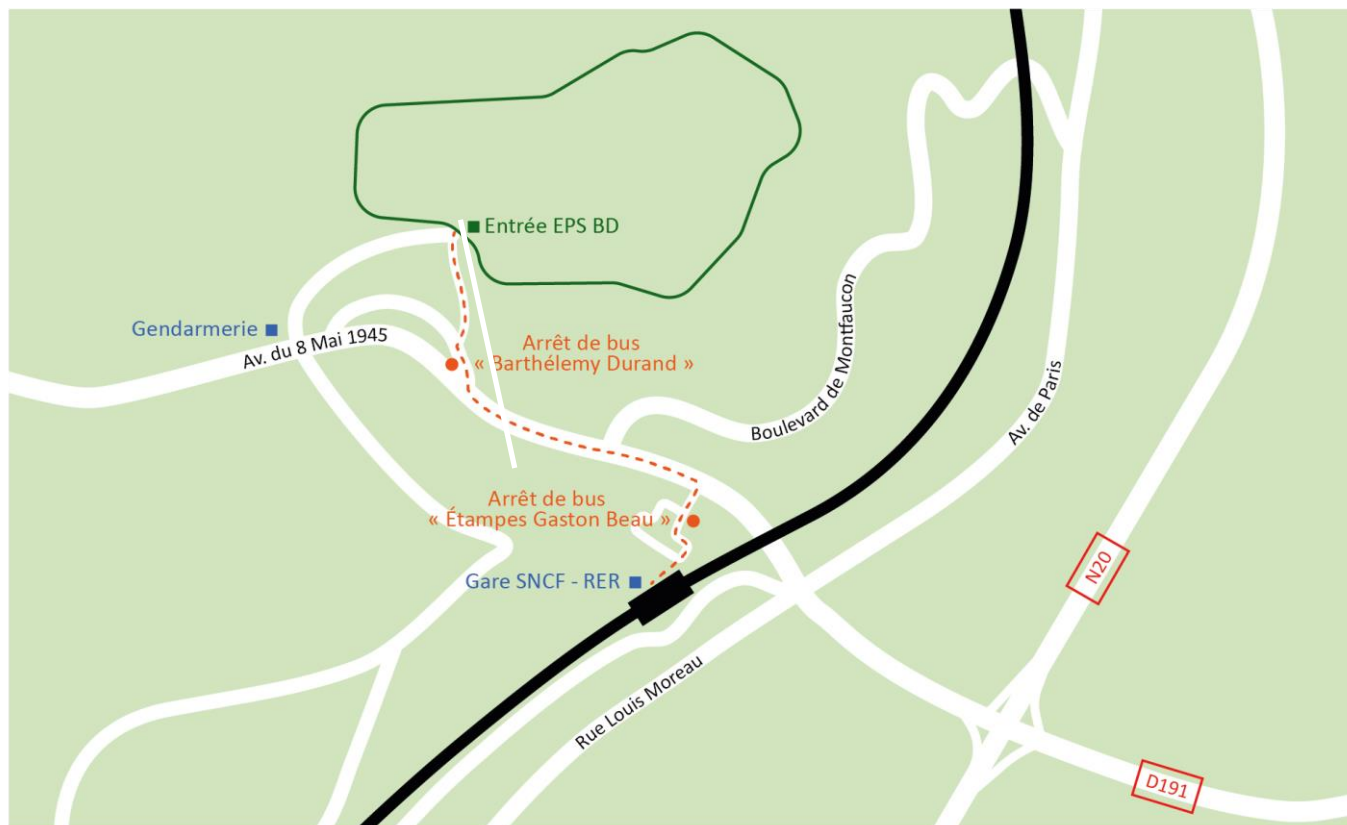 Entrée EPS BD
Gendarmerie
Av. du 8 Mai 1945
Arrêt de bus
« Barthélemy Durand »
Boulevard de Montfaucon
Av. de Paris
Arrêt de bus
« Étampes Gaston Beau »
Gare SNCF - RER
N20
Rue Louis Moreau
D191